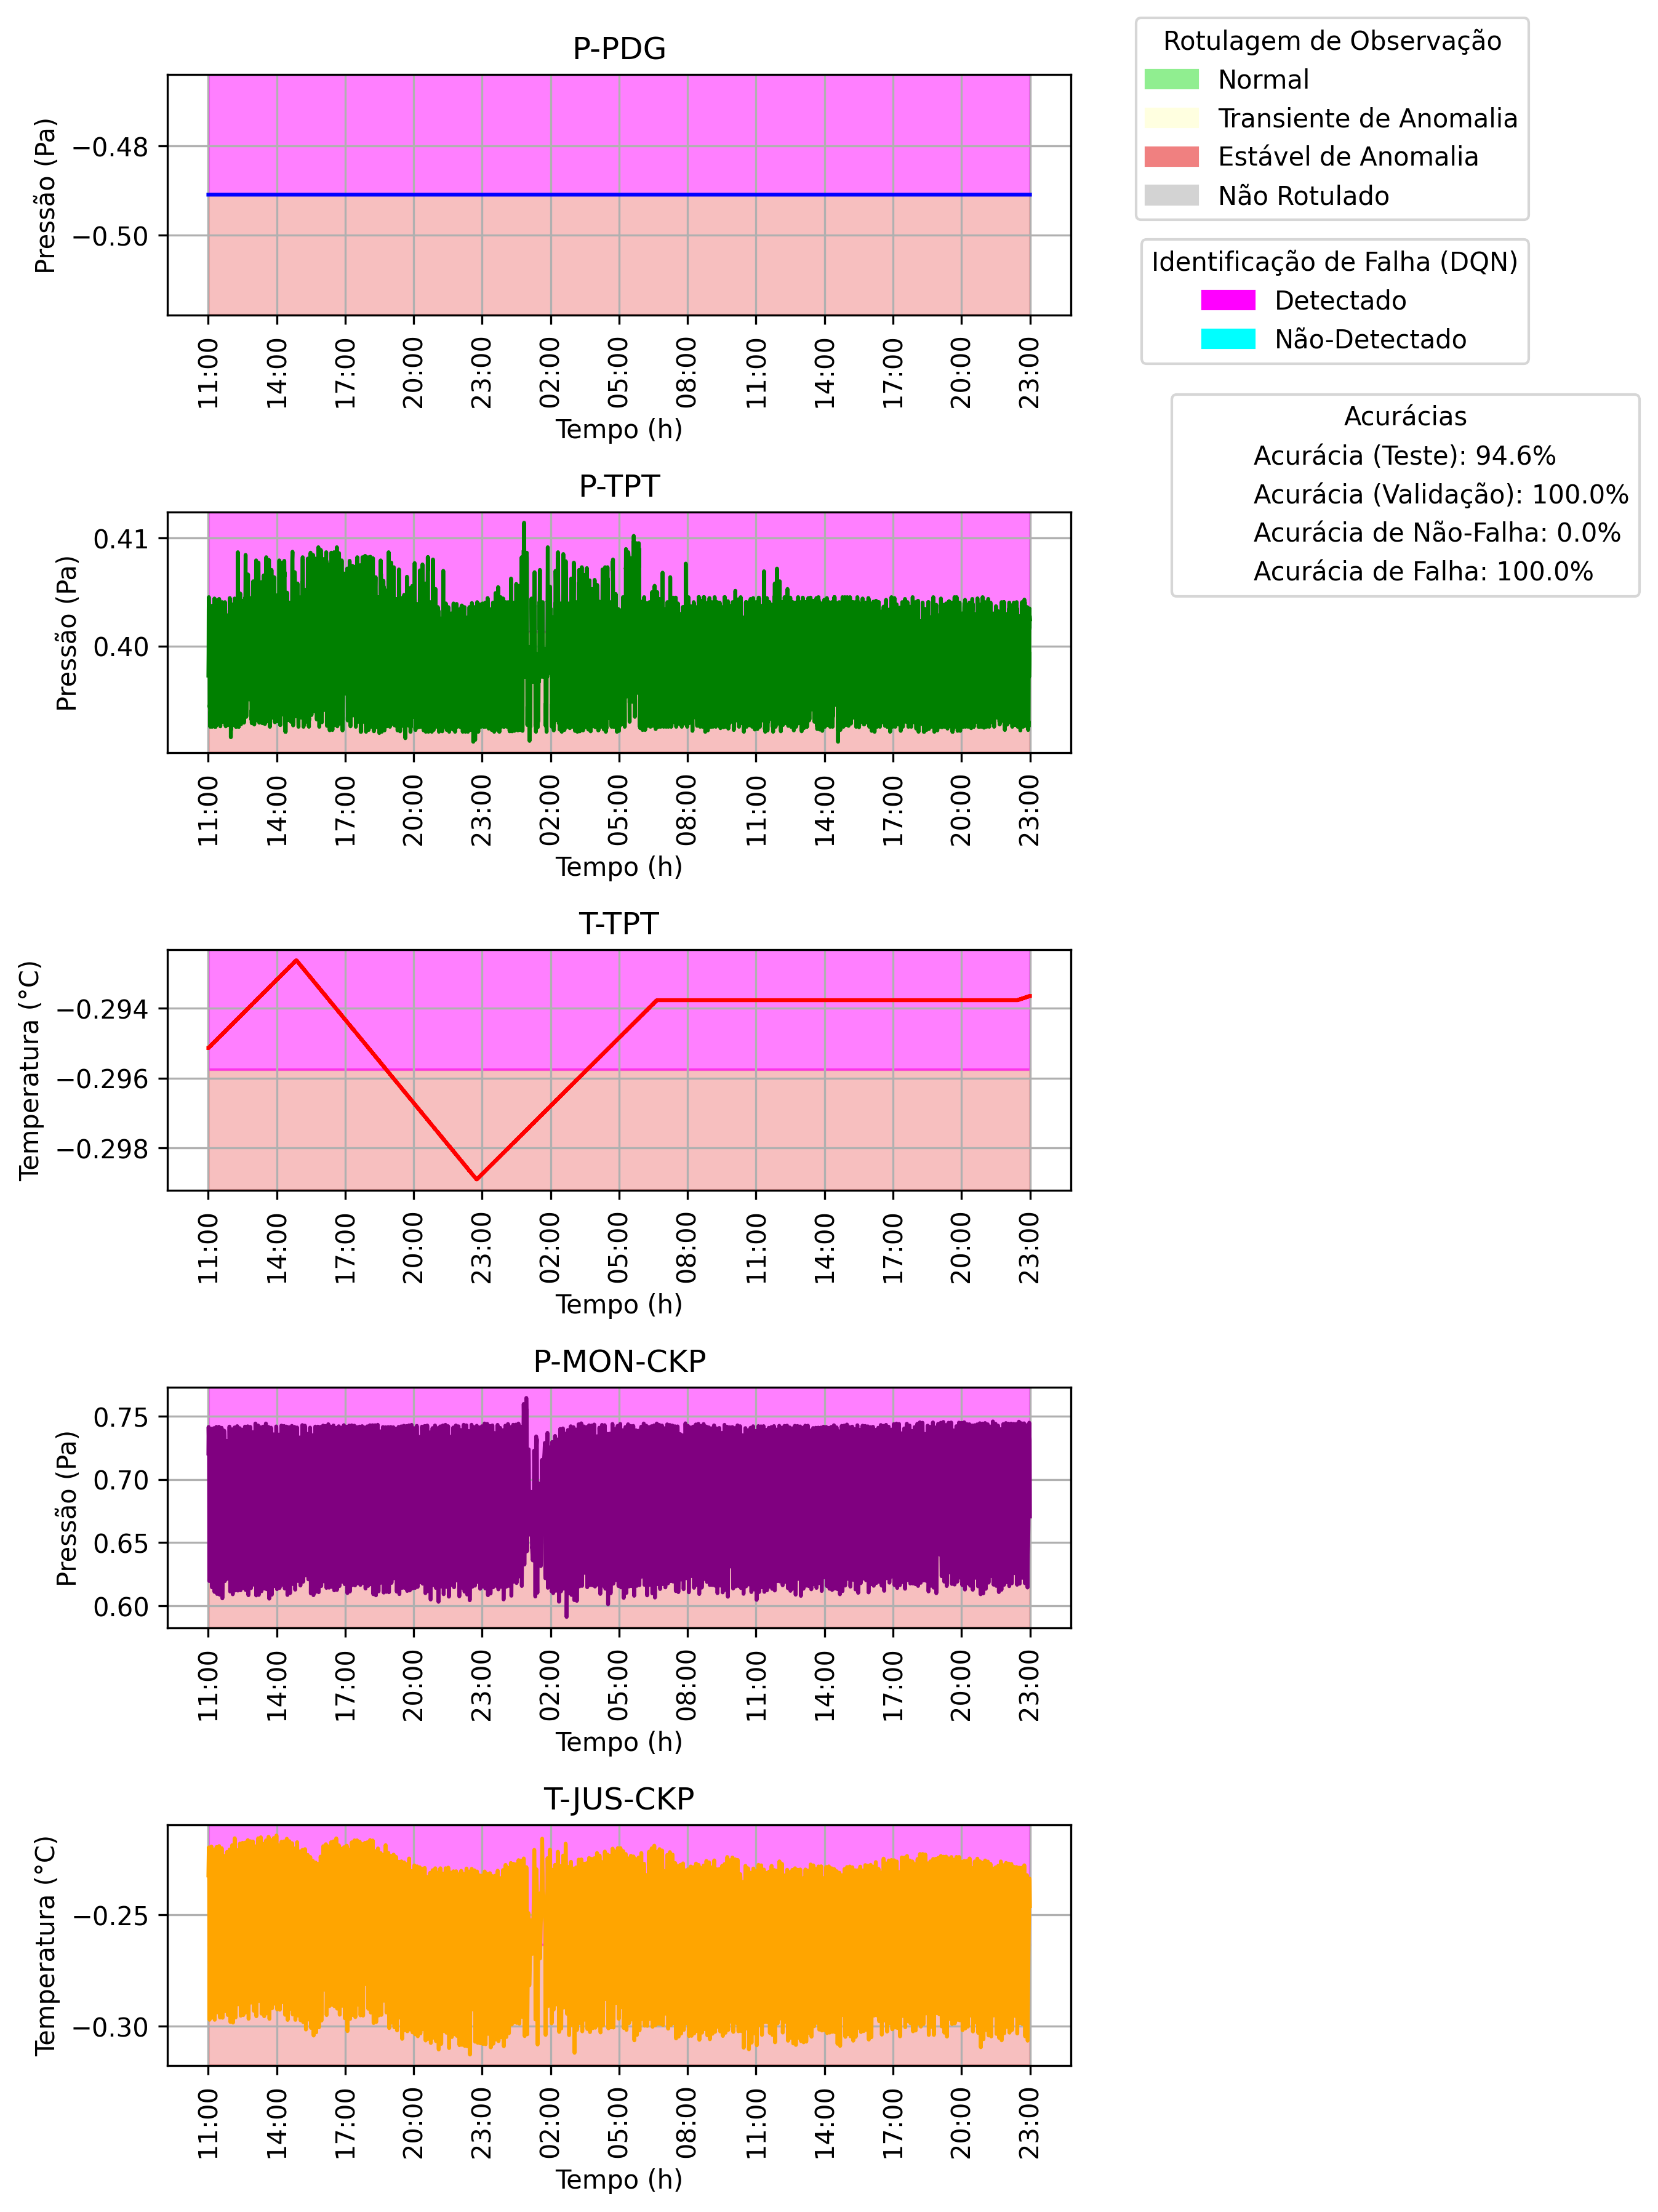 P-PDG
Pressão (Pa)
−0.48
−0.50
11:00 14:00 17:00 20:00 23:00 02:00 05:00 08:00 11:00 14:00 17:00 20:00 23:00
Tempo (h)
P-TPT
Pressão (Pa)
0.41
0.40
11:00 14:00 17:00 20:00 23:00 02:00 05:00 08:00 11:00 14:00 17:00 20:00 23:00
Tempo (h)
T-TPT
Temperatura (°C)
−0.294
−0.296
−0.298
11:00 14:00 17:00 20:00 23:00 02:00 05:00 08:00 11:00 14:00 17:00 20:00 23:00
Tempo (h)
P-MON-CKP
Pressão (Pa)
0.75
0.70
0.65
0.60
11:00 14:00 17:00 20:00 23:00 02:00 05:00 08:00 11:00 14:00 17:00 20:00 23:00
Tempo (h)
T-JUS-CKP
Temperatura (°C)
−0.25
−0.30
11:00 14:00 17:00 20:00 23:00 02:00 05:00 08:00 11:00 14:00 17:00 20:00 23:00
Tempo (h)
Rotulagem de Observação
Normal
Transiente de Anomalia
Estável de Anomalia
Não Rotulado
Identificação de Falha (DQN)
Detectado
Não-Detectado
Acurácias
Acurácia (Teste): 94.6%
Acurácia (Validação): 100.0%
Acurácia de Não-Falha: 0.0%
Acurácia de Falha: 100.0%